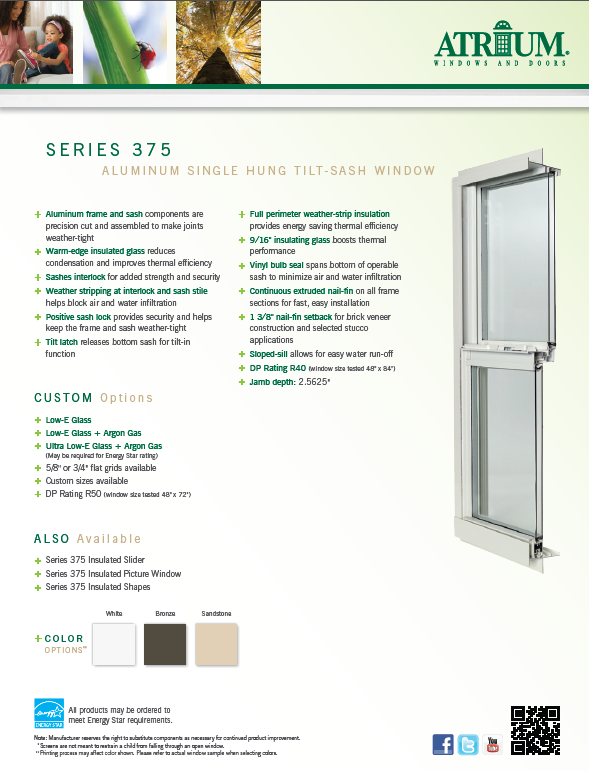 ATRIUM®
WINDOWS AND DOORS
SERIES 375
ALUMINUM SINGLE HUNG TILT-SASH WINDOW
+ Aluminum frame and sash components are
precision cut and assembled to make joints
weather-tight
+ Warm-edge insulated glass reduces
condensation and improves thermal efficiency
+ Sashes interlock for added strength and security
+ Weather stripping at interlock and sash stile
helps block air and water infiltration
+ Positive sash lock provides security and helps
keep the frame and sash weather-tight
+ Tilt latch releases bottom sash for tilt-in
function
+ Full perimeter weather-strip insulation
provides energy saving thermal efficiency
+ 9/16" insulating glass boosts thermal
performance
+ Vinyl bulb seal spans bottom of operable
sash to minimize air and water infiltration
+ Continuous extruded nail-fin on all frame
sections for fast, easy installation
+ 1 3/8" nail-fin setback for brick veneer
construction and selected stucco
applications
+ Sloped-sill allows for easy water run-off
+ DP Rating R40 (window size tested 48" x 84")
+ Jamb depth: 2.5625"
CUSTOM Options
+ Low-E Glass
+ Low-E Glass + Argon Gas
+ Ultra Low-E Glass + Argon Gas
(May be required for Energy Star rating)
+ 5/8" or 3/4" flat grids available
+ Custom sizes available
+ DP Rating R50 (window size tested 48" x 72")
ALSO Available
+ Series 375 Insulated Slider
+ Series 375 Insulated Picture Window
+ Series 375 Insulated Shapes
White Bronze Sandstone
+ COLOR
OPTIONS**
ENERGY STAR
All products may be ordered to
meet Energy Star requirements.
Note: Manufacturer reserves the right to substitute components as necessary for continued product improvement.
*Screens are not meant to restrain a child from falling through an open window.
**Printing process may affect color shown. Please refer to actual window sample when selecting colors.
You
Tube